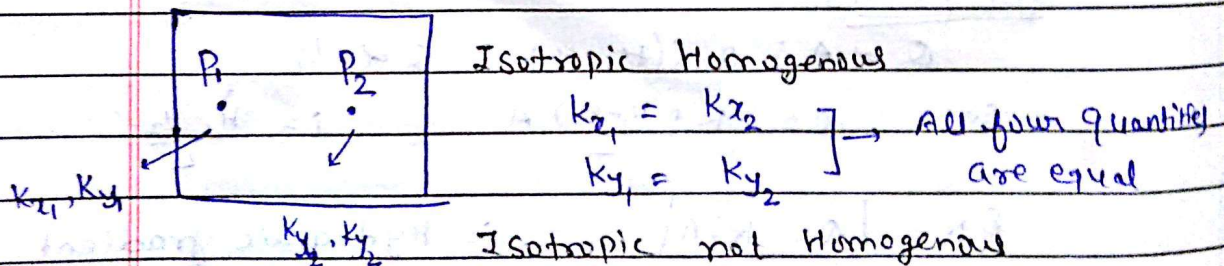 P₁ P₂ Isotropic Homogenous
Kx₁ = Kx₂
Ky₁ = Ky₂ ]→ All four quantities are equal
Kx₁, Ky₁
Ky₂, Ky₂ Isotropic not Homogenous